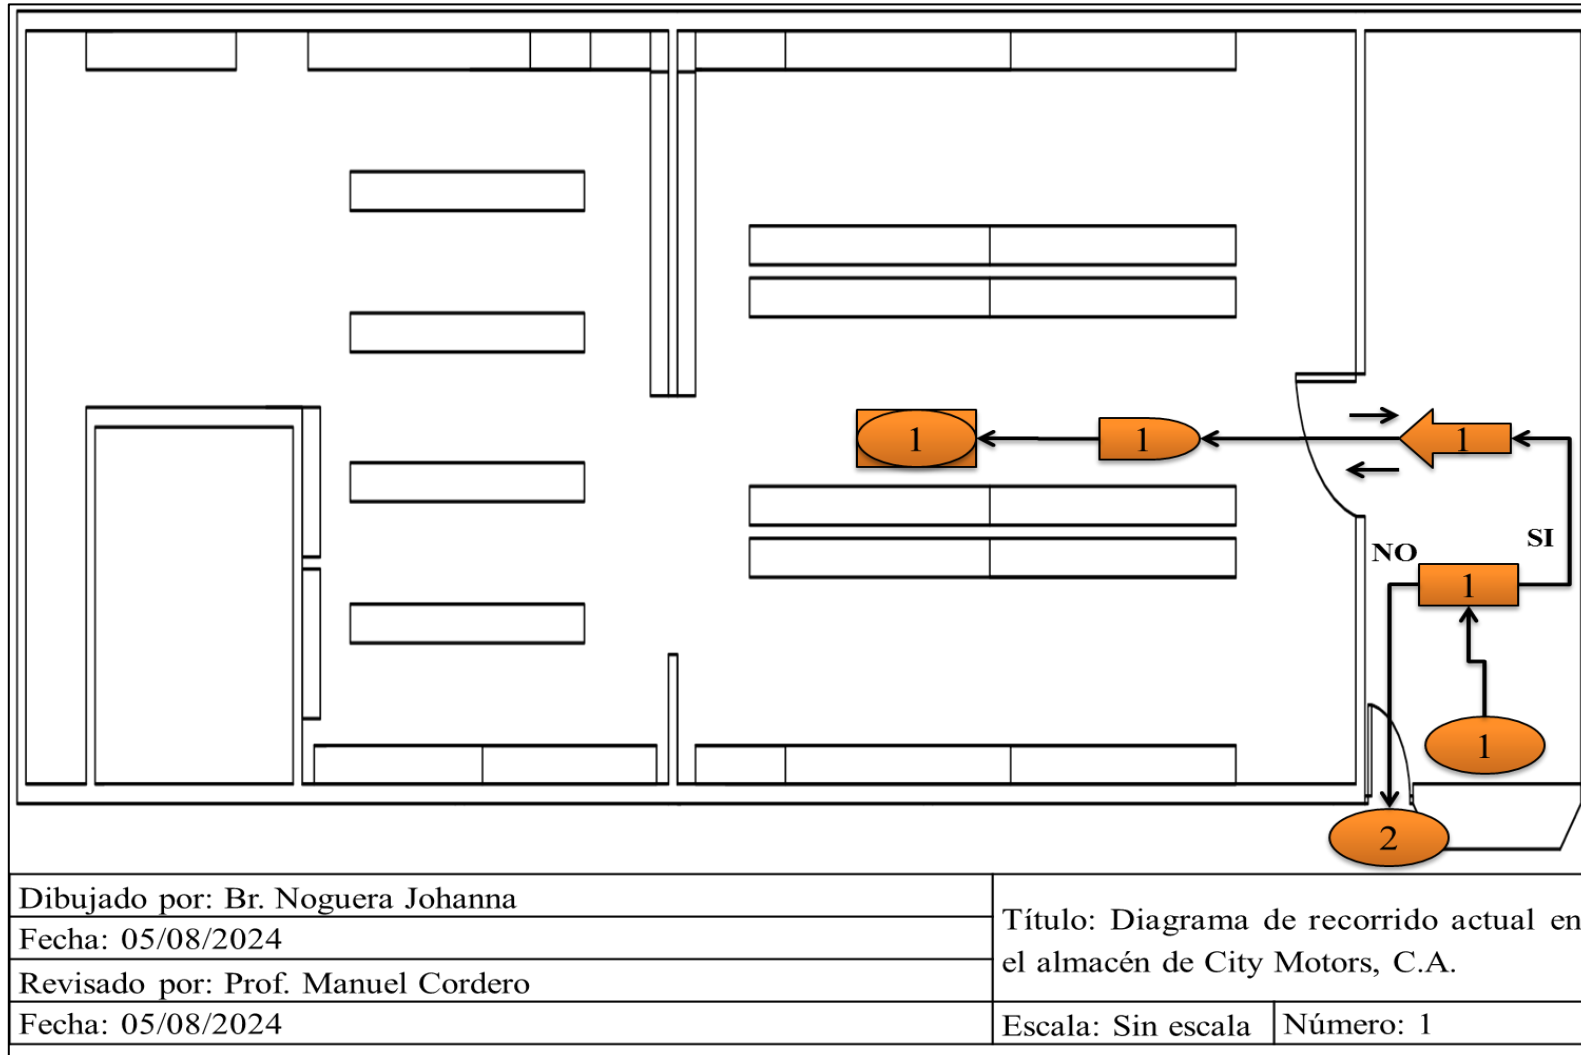 1
1
1
NO
SI
1
1
2
Dibujado por: Br. Noguera Johanna
Fecha: 05/08/2024
Revisado por: Prof. Manuel Cordero
Fecha: 05/08/2024
Título: Diagrama de recorrido actual en
el almacén de City Motors, C.A.
Escala: Sin escala
Número: 1